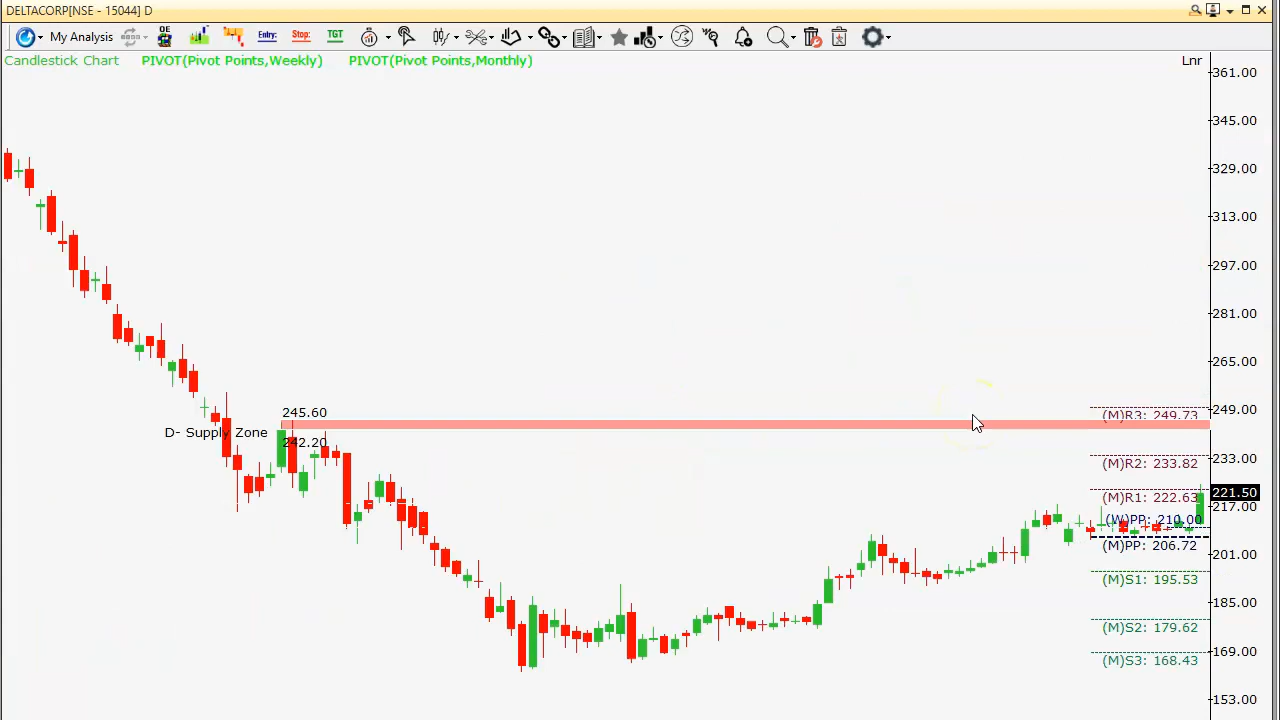 DELTACORP[NSE - 15044] D
My Analysis OE Entry: Stop: TGT
Candlestick Chart PIVOT(Pivot Points,Weekly) PIVOT(Pivot Points,Monthly) Lnr
361.00
345.00
329.00
313.00
297.00
281.00
265.00
249.00
245.60
(M)R3: 249.73
D- Supply Zone
242.20
233.00
(M)R2: 233.82
221.50
(M)R1: 222.63
217.00
(W)PP: 210.00
(M)PP: 206.72
201.00
(M)S1: 195.53
185.00
(M)S2: 179.62
169.00
(M)S3: 168.43
153.00